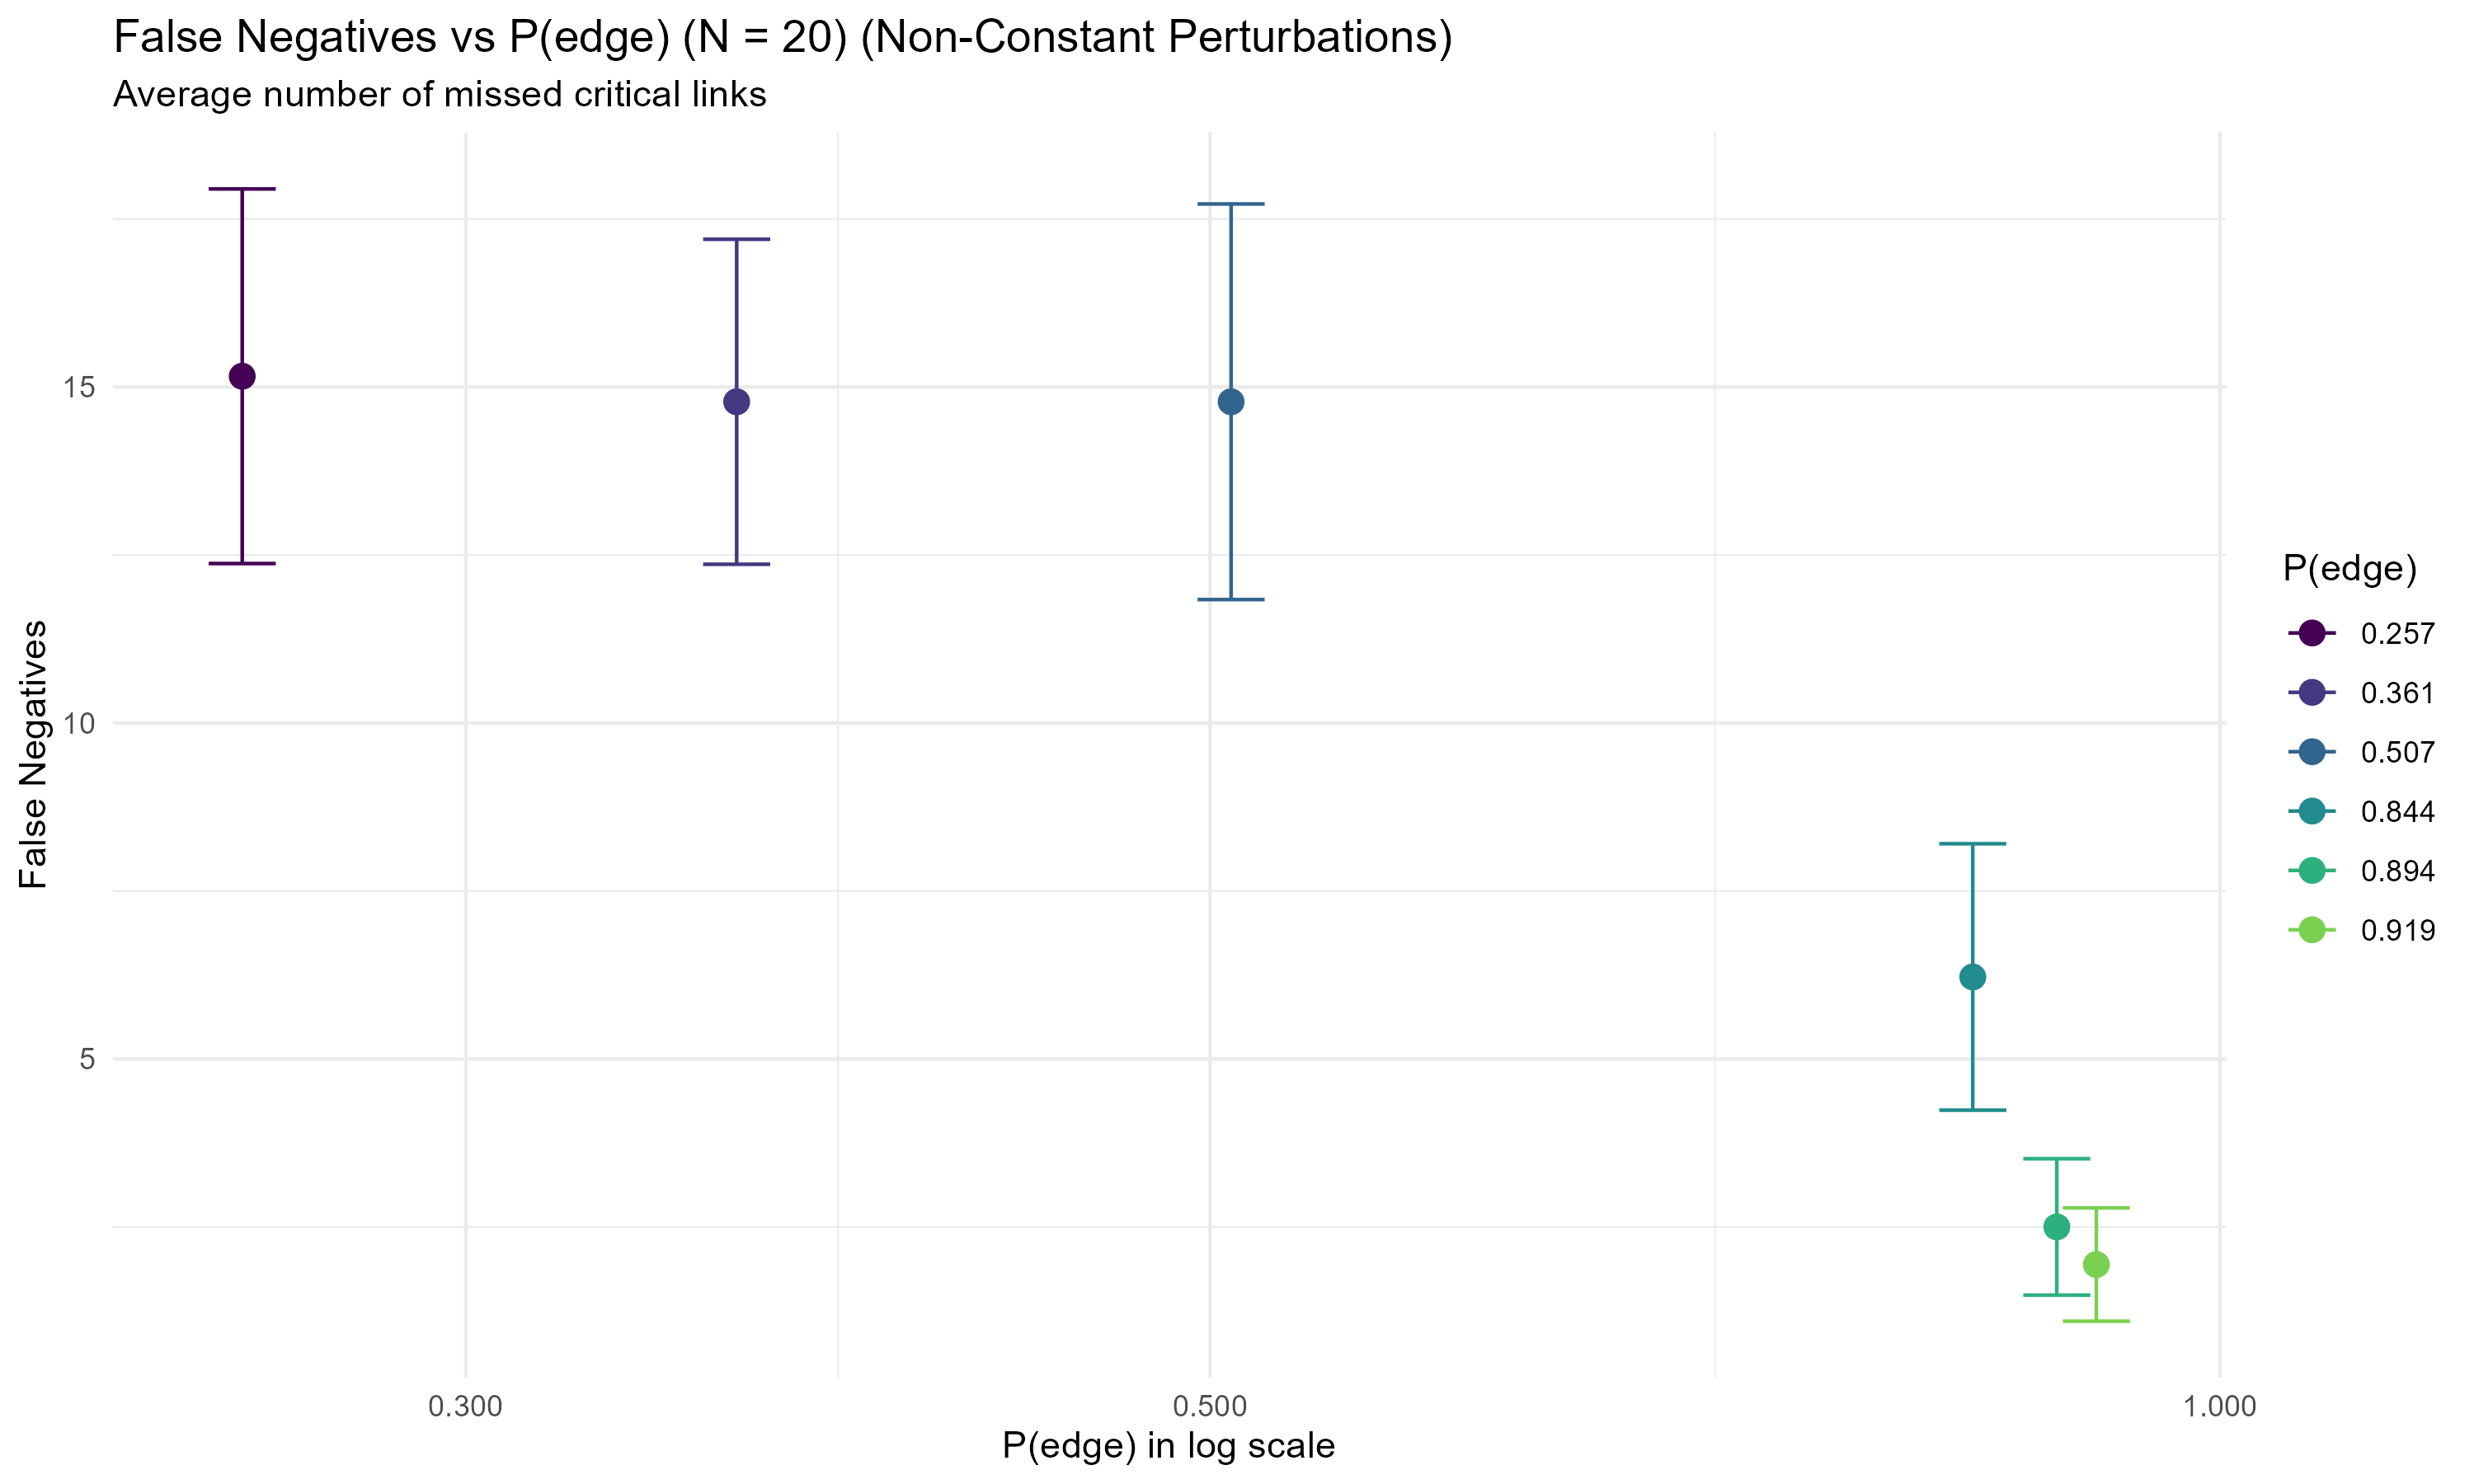 False Negatives vs P(edge) (N = 20) (Non-Constant Perturbations)
Average number of missed critical links
False Negatives
15
10
5
0.300
0.500
1.000
P(edge) in log scale
P(edge)
0.257
0.361
0.507
0.844
0.894
0.919